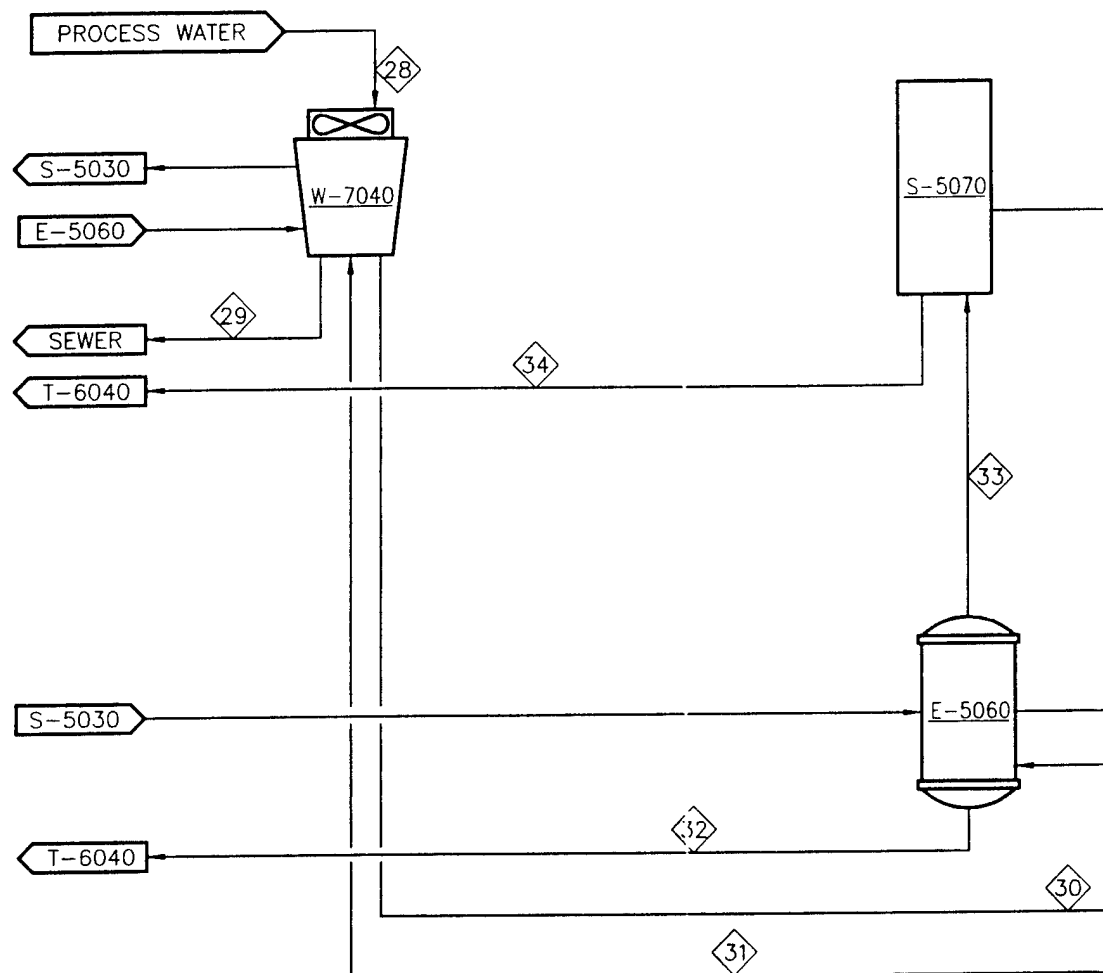 PROCESS WATER
28
S-5030
W-7040
S-5070
E-5060
29
SEWER
34
T-6040
33
S-5030
E-5060
32
T-6040
30
31